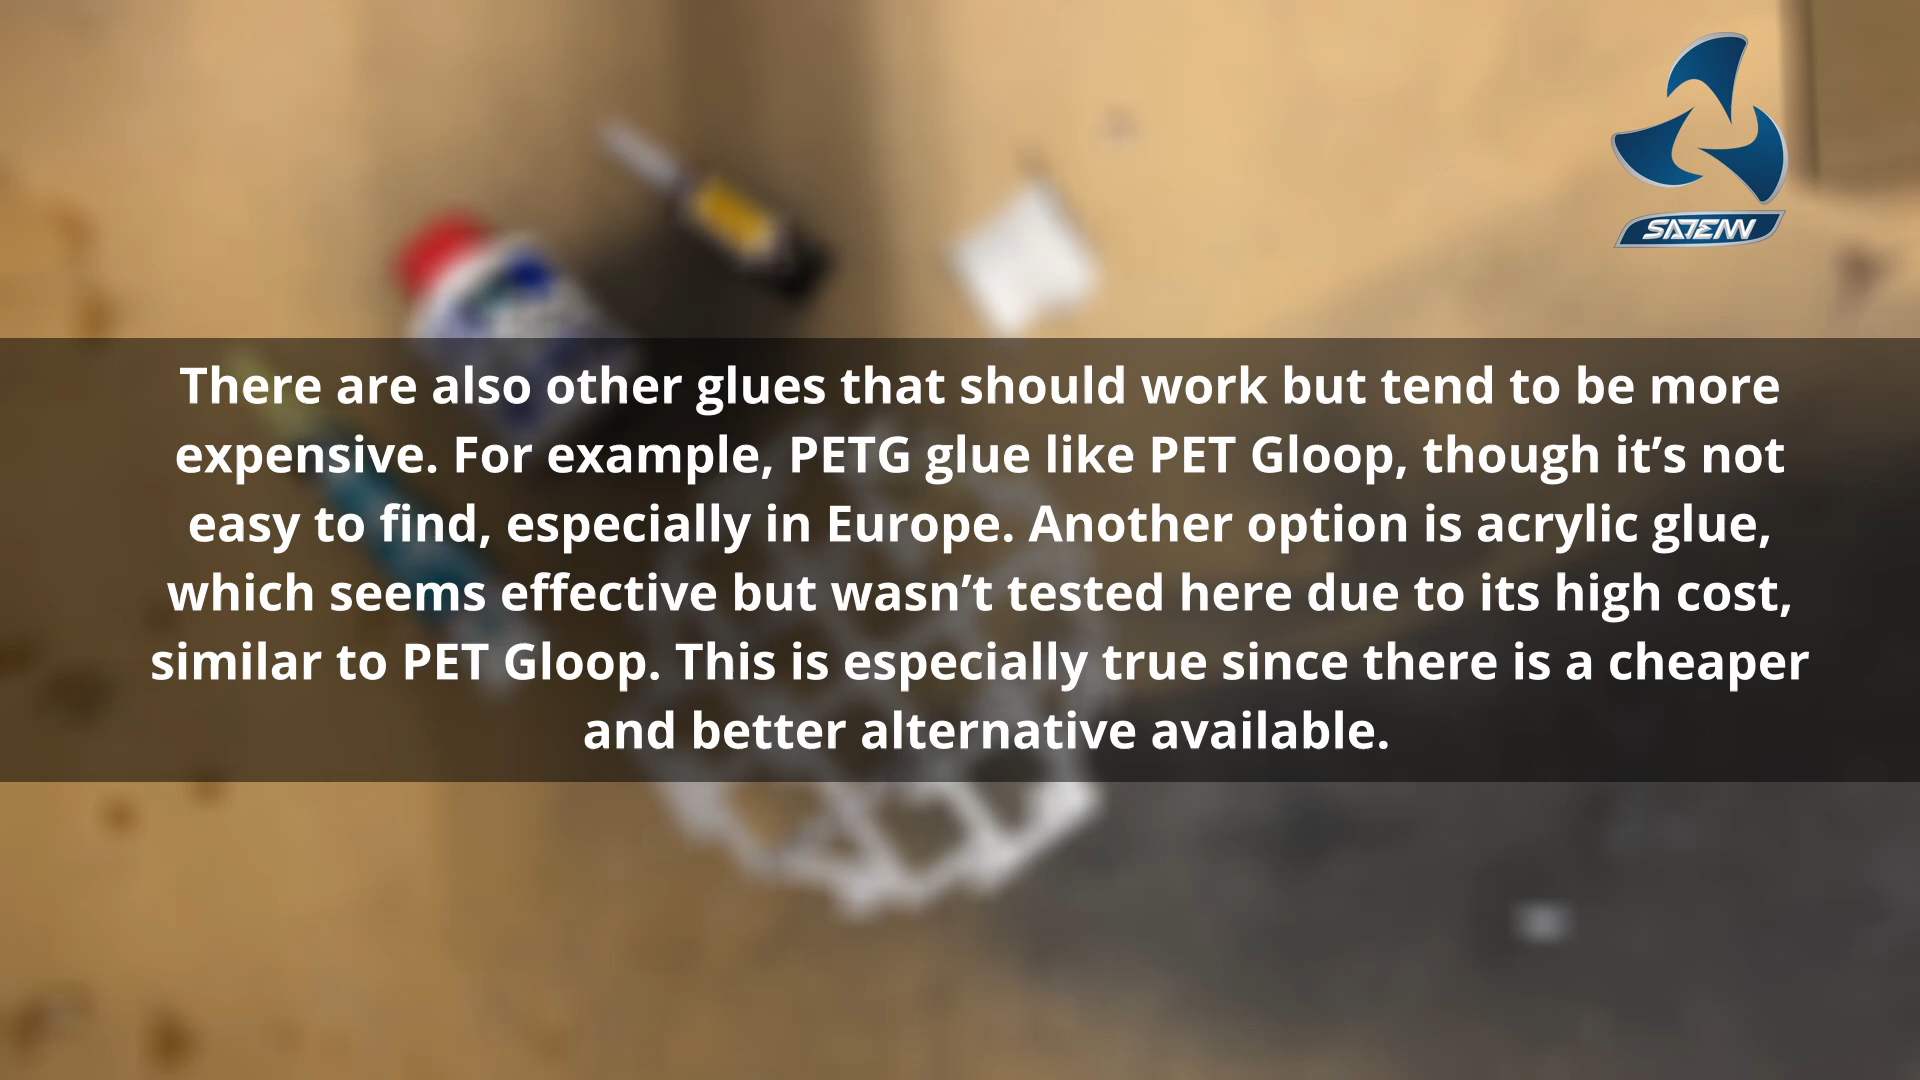 SATENN
There are also other glues that should work but tend to be more
expensive. For example, PETG glue like PET Gloop, though it’s not
easy to find, especially in Europe. Another option is acrylic glue,
which seems effective but wasn’t tested here due to its high cost,
similar to PET Gloop. This is especially true since there is a cheaper
and better alternative available.